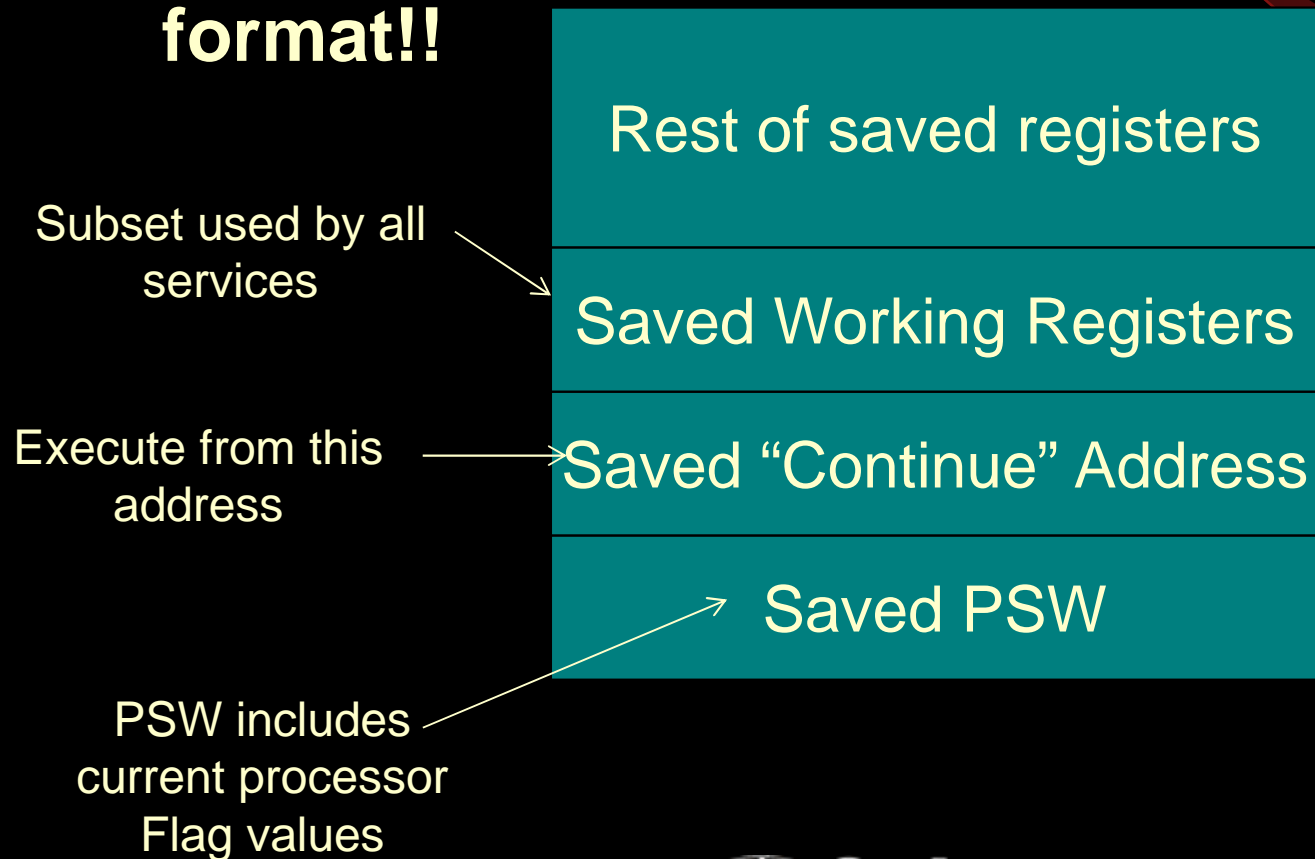 format!!
Rest of saved registers
Subset used by all
services
Saved Working Registers
Execute from this
address
Saved “Continue” Address
Saved PSW
PSW includes
current processor
Flag values